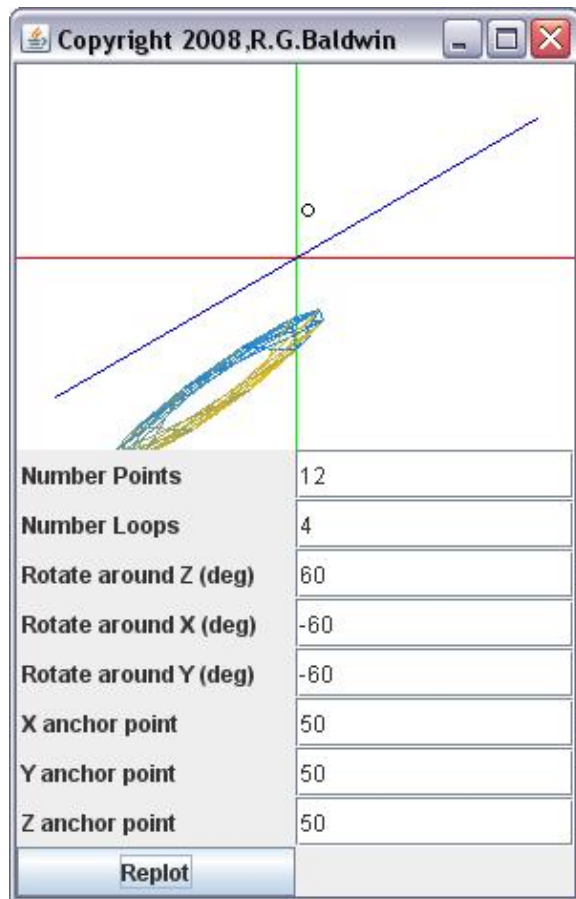 Copyright 2008,R.G.Baldwin
Number Points 12
Number Loops 4
Rotate around Z (deg) 60
Rotate around X (deg) -60
Rotate around Y (deg) -60
X anchor point 50
Y anchor point 50
Z anchor point 50
Replot